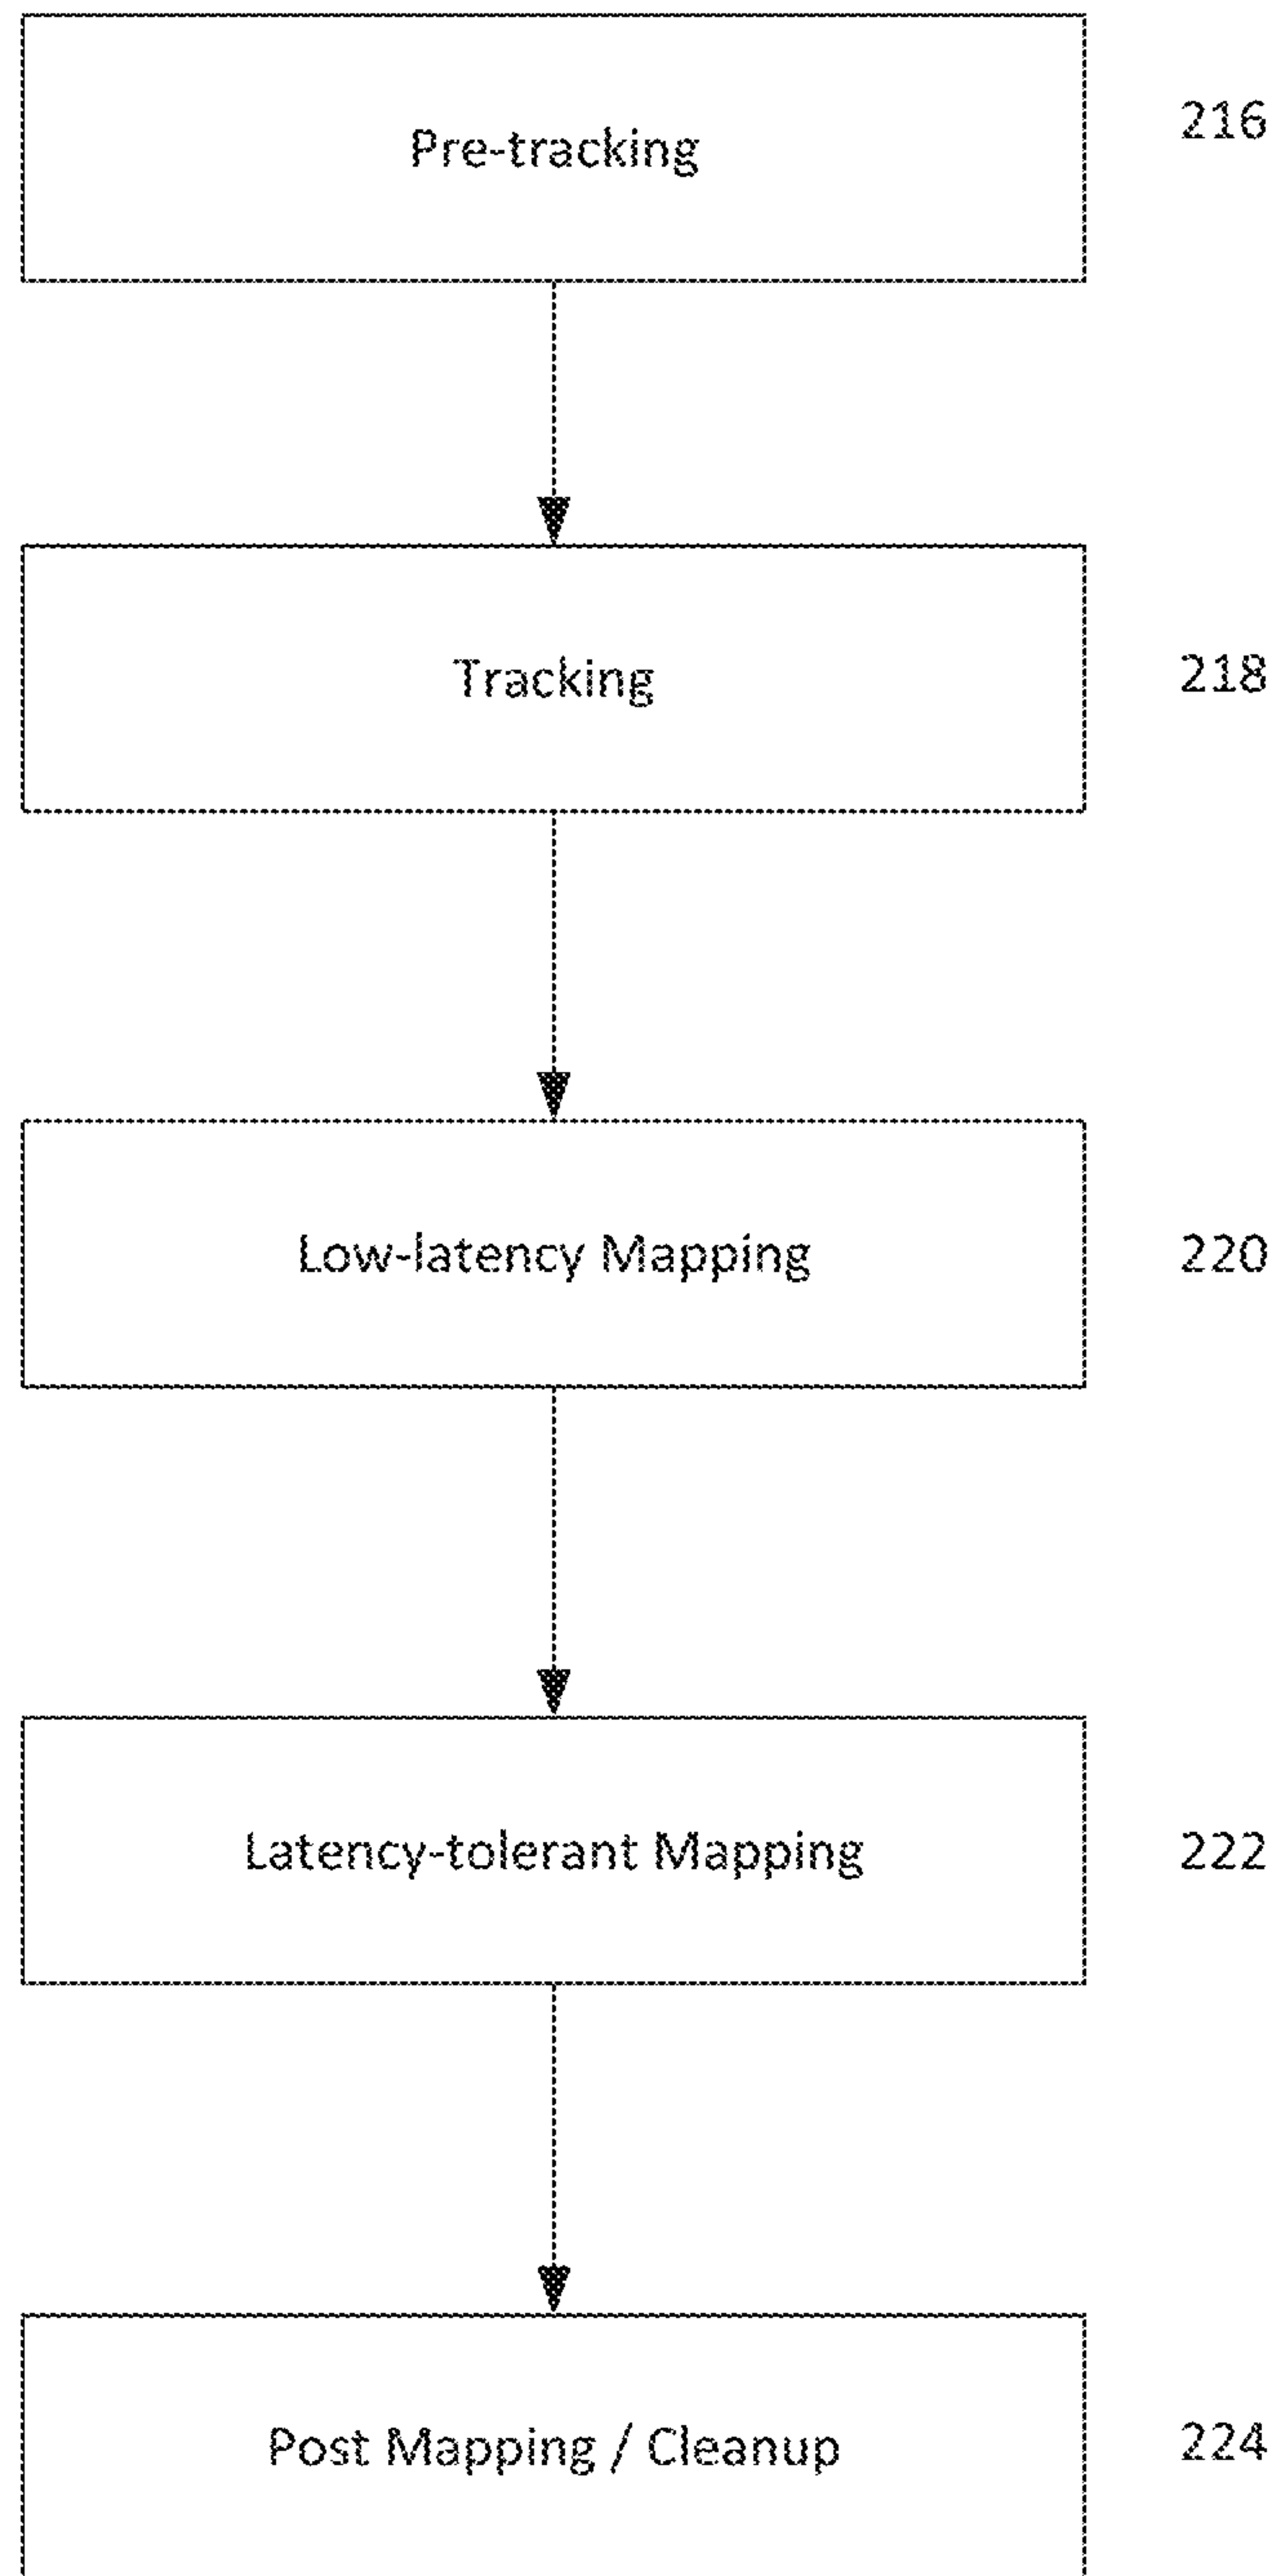 Pre-tracking
216
Tracking
218
Low-latency Mapping
220
Latency-tolerant Mapping
222
Post Mapping / Cleanup
224